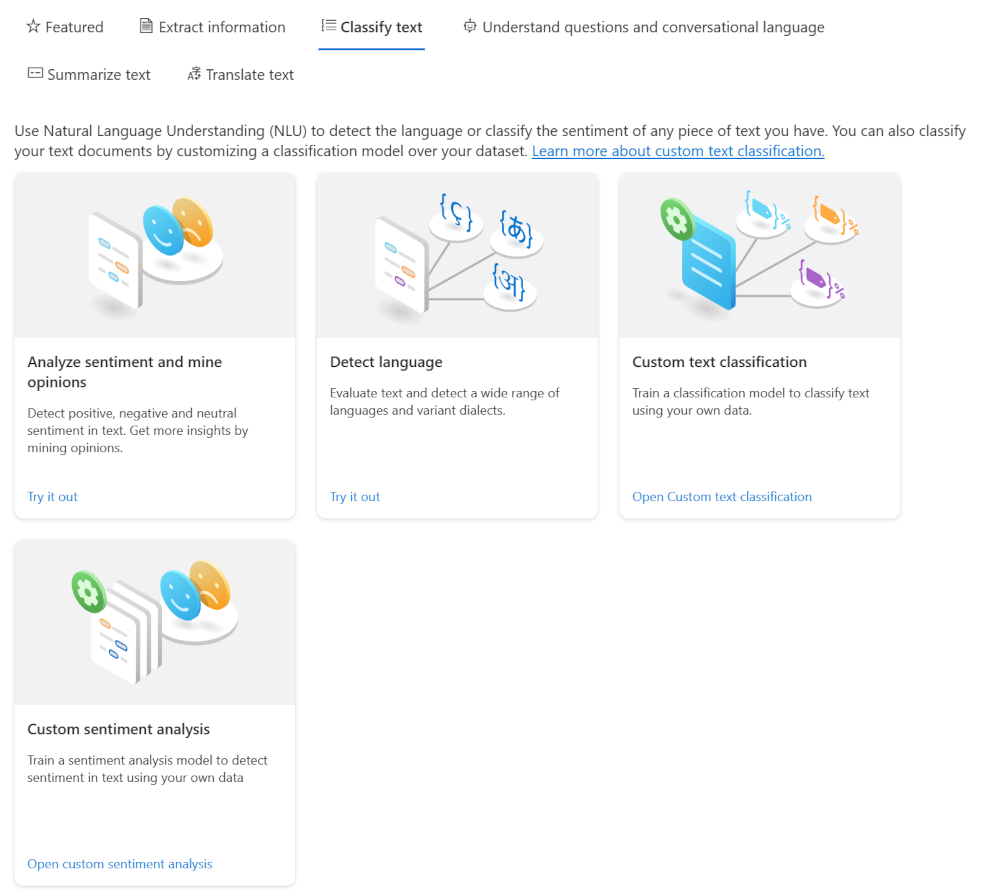 Featured
Extract information
Classify text
Understand questions and conversational language
Summarize text
Translate text
Use Natural Language Understanding (NLU) to detect the language or classify the sentiment of any piece of text you have. You can also classify
your text documents by customizing a classification model over your dataset. Learn more about custom text classification.
Analyze sentiment and mine
opinions
Detect positive, negative and neutral
sentiment in text. Get more insights by
mining opinions.
Try it out
{ç}
{あ}
{अ}
Detect language
Evaluate text and detect a wide range of
languages and variant dialects.
Try it out
{ }%
{ }%
{ }%
Custom text classification
Train a classification model to classify text
using your own data.
Open Custom text classification
Custom sentiment analysis
Train a sentiment analysis model to detect
sentiment in text using your own data
Open custom sentiment analysis